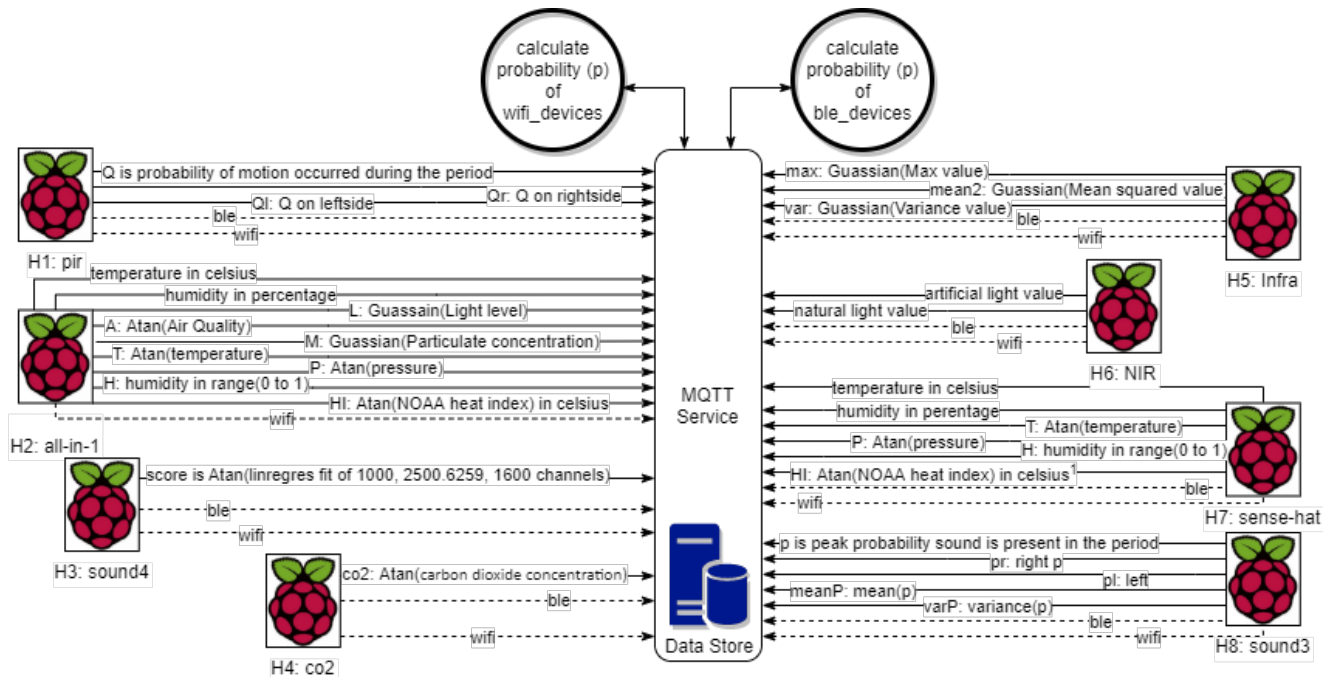 calculate
probability (p)
of
wifi_devices
calculate
probability (p)
of
ble_devices
Q is probability of motion occurred during the period
Qr: Q on rightside
Ql: Q on leftside
ble
wifi
H1: pir
temperature in celsius
humidity in percentage
L: Guassain(Light level)
A: Atan(Air Quality)
M: Guassian(Particulate concentration)
T: Atan(temperature)
P: Atan(pressure)
H: humidity in range(0 to 1)
HI: Atan(NOAA heat index) in celsius
wifi
H2: all-in-1
score is Atan(linregres fit of 1000, 2500.6259, 1600 channels)
ble
wifi
H3: sound4
co2: Atan(carbon dioxide concentration)
ble
wifi
H4: co2
MQTT
Service
Data Store
max: Guassian(Max value)
mean2: Guassian(Mean squared value)
var: Guassian(Variance value)
ble
wifi
H5: Infra
artificial light value
natural light value
ble
wifi
H6: NIR
temperature in celsius
humidity in perentage
T: Atan(temperature)
P: Atan(pressure)
H: humidity in range(0 to 1)
HI: Atan(NOAA heat index) in celsius¹
ble
wifi
H7: sense-hat
p is peak probability sound is present in the period
pr: right p
pl: left
meanP: mean(p)
varP: variance(p)
ble
wifi
H8: sound3